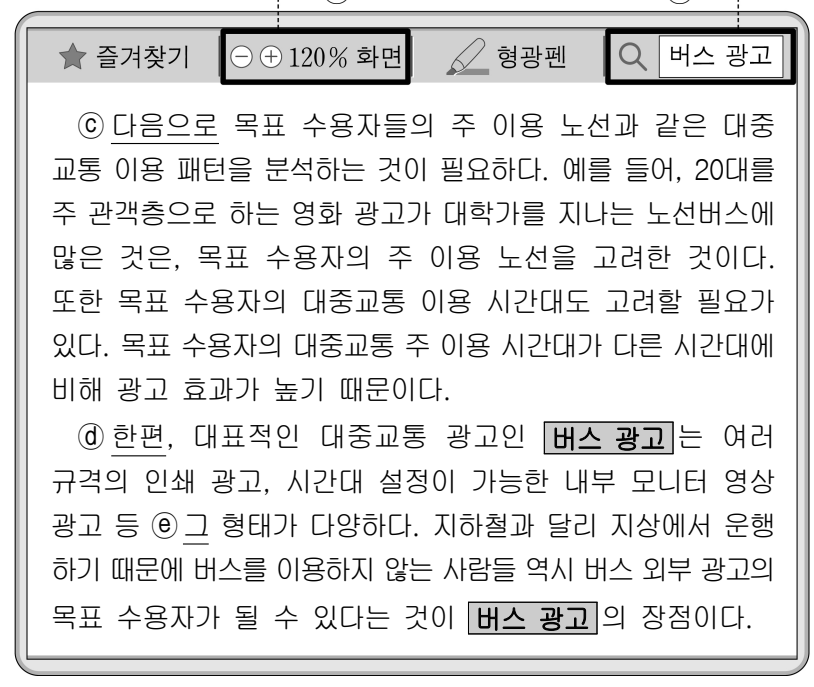 ★ 즐겨찾기 ⊖⊕120% 화면 형광펜 버스 광고
ⓒ 다음으로 목표 수용자들의 주 이용 노선과 같은 대중
교통 이용 패턴을 분석하는 것이 필요하다. 예를 들어, 20대를
주 관객층으로 하는 영화 광고가 대학가를 지나는 노선버스에
많은 것은, 목표 수용자의 주 이용 노선을 고려한 것이다.
또한 목표 수용자의 대중교통 이용 시간대도 고려할 필요가
있다. 목표 수용자의 대중교통 주 이용 시간대가 다른 시간대에
비해 광고 효과가 높기 때문이다.
ⓓ 한편, 대표적인 대중교통 광고인 버스 광고는 여러
규격의 인쇄 광고, 시간대 설정이 가능한 내부 모니터 영상
광고 등 ⓔ 그 형태가 다양하다. 지하철과 달리 지상에서 운행
하기 때문에 버스를 이용하지 않는 사람들 역시 버스 외부 광고의
목표 수용자가 될 수 있다는 것이 버스 광고의 장점이다.